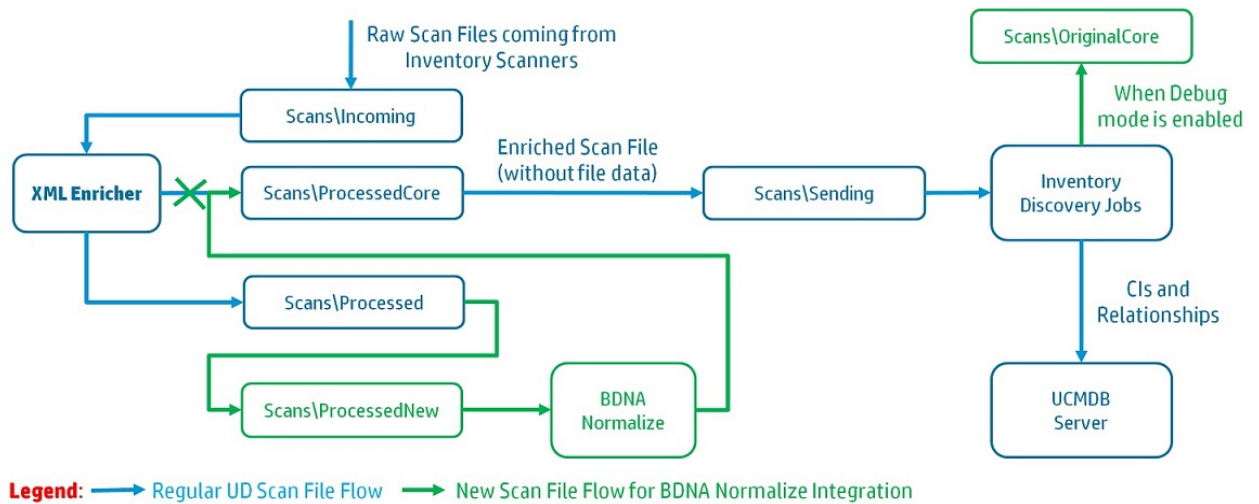 Raw Scan Files coming from
Inventory Scanners
Scans\OriginalCore
When Debug
mode is enabled
Scans\Incoming
Enriched Scan File
(without file data)
XML Enricher
Scans\ProcessedCore
Scans\Sending
Inventory
Discovery Jobs
Scans\Processed
CIs and
Relationships
Scans\ProcessedNew
BDNA
Normalize
UCMDB
Server
Legend: Regular UD Scan File Flow New Scan File Flow for BDNA Normalize Integration